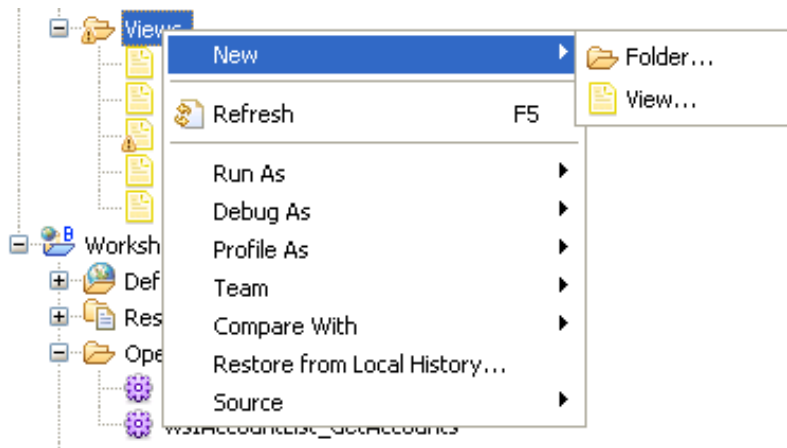 Views
New
Folder...
View...
Refresh F5
Run As
Debug As
Profile As
Team
Compare With
Restore from Local History...
Source
Worksh
Def
Res
Ope